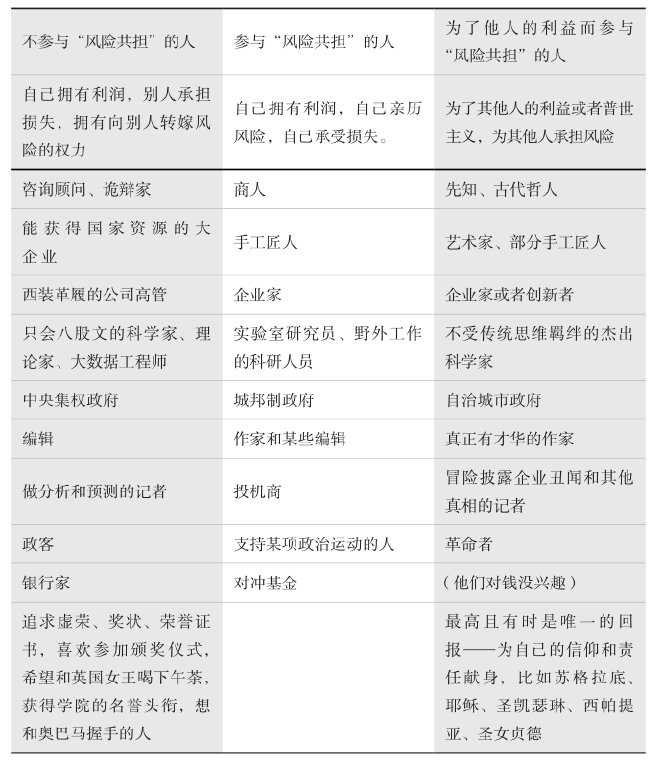 不参与“风险共担”的人
参与“风险共担”的人
为了他人的利益而参与
“风险共担”的人
自己拥有利润，别人承担
损失，拥有向别人转嫁风
险的权力
自己拥有利润，自己亲历
风险，自己承受损失。
为了其他人的利益或者普世
主义，为其他人承担风险
咨询顾问、诡辩家
商人
先知、古代哲人
能获得国家资源的大
企业
手工匠人
艺术家、部分手工匠人
西装革履的公司高管
企业家
企业家或者创新者
只会八股文的科学家、理
论家、大数据工程师
实验室研究员、野外工作
的科研人员
不受传统思维羁绊的杰出
科学家
中央集权政府
城邦制政府
自治城市政府
编辑
作家和某些编辑
真正有才华的作家
做分析和预测的记者
投机商
冒险披露企业丑闻和其他
真相的记者
政客
支持某项政治运动的人
革命者
银行家
对冲基金
（他们对钱没兴趣）
追求虚荣、奖状、荣誉证
书，喜欢参加颁奖仪式，
希望和英国女王喝下午茶，
获得学院的名誉头衔，想
和奥巴马握手的人
最高且有时是唯一的回
报——为自己的信仰和责
任献身，比如苏格拉底、
耶稣、圣凯瑟琳、西帕提
亚、圣女贞德